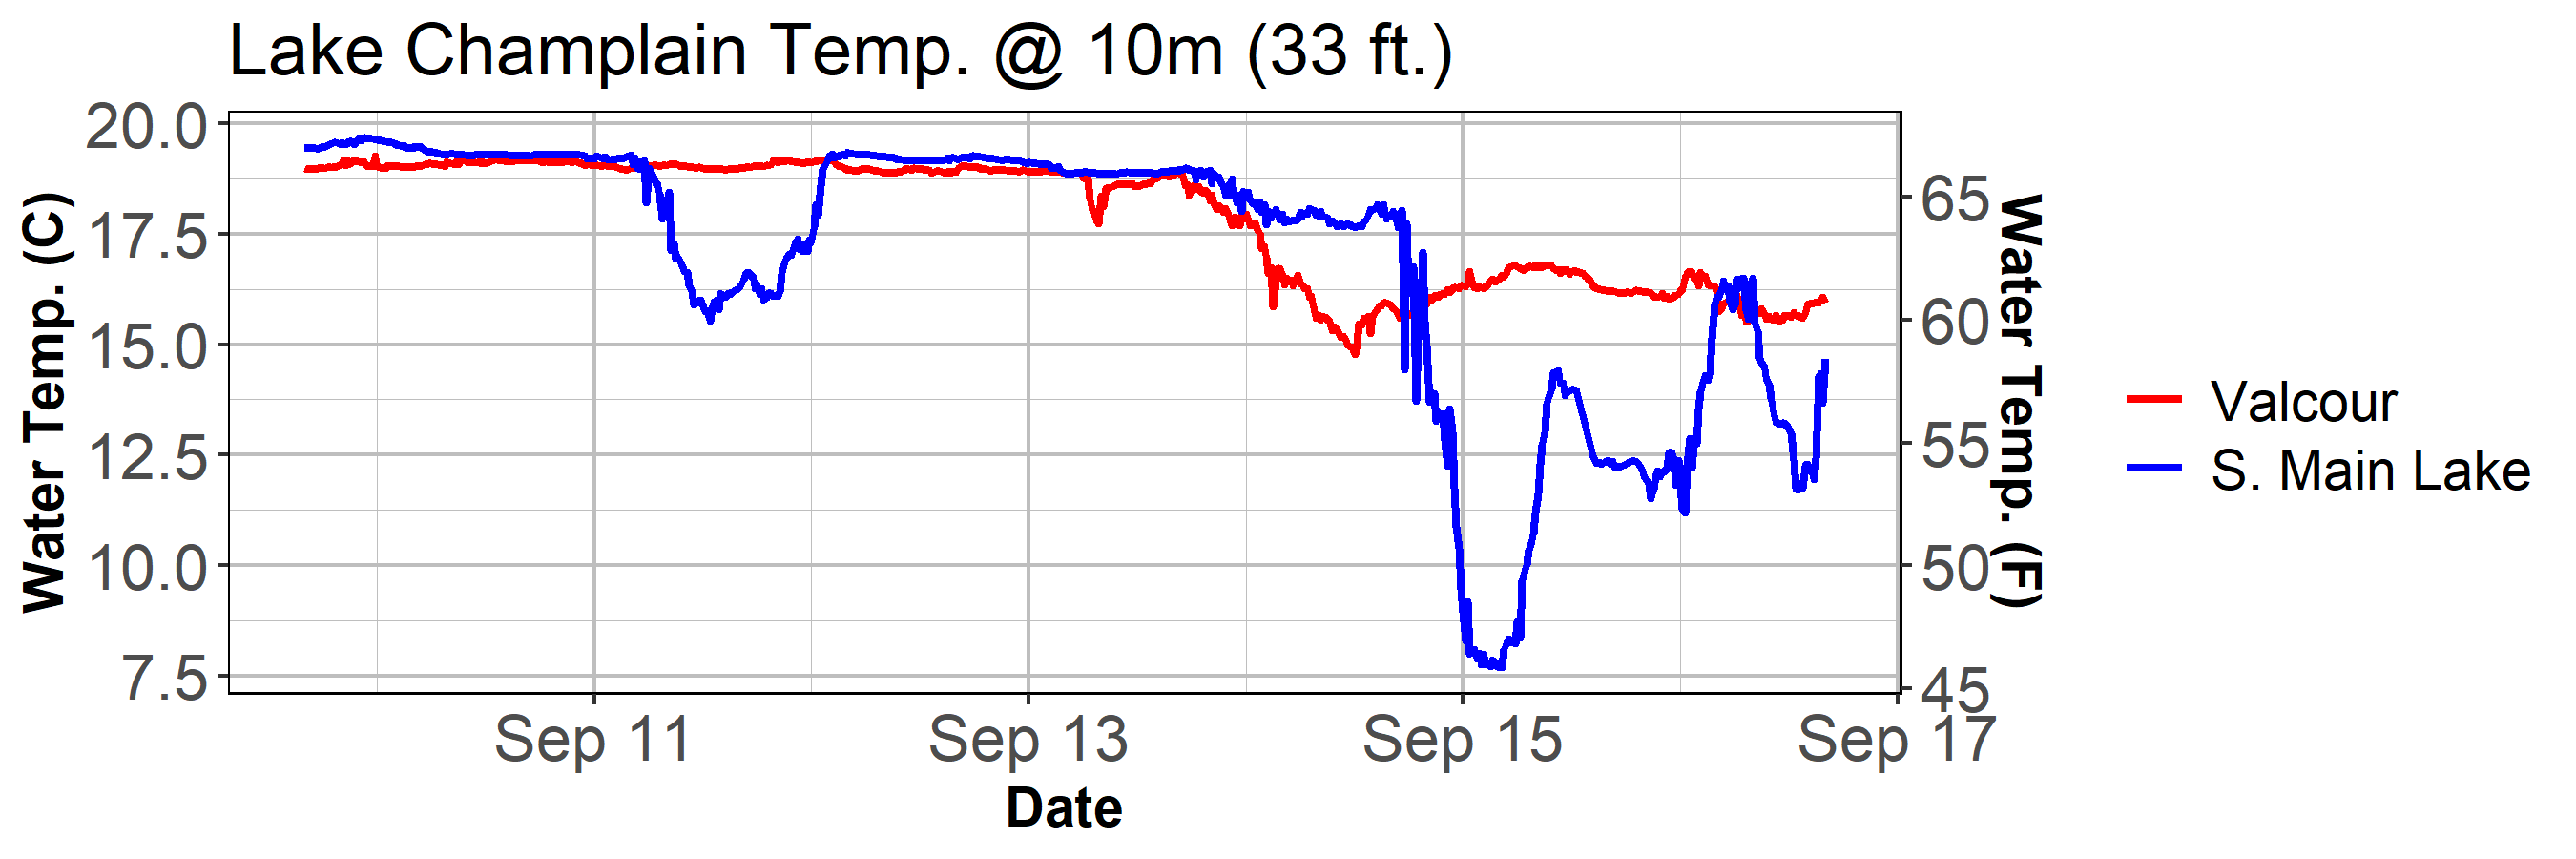 Lake Champlain Temp. @ 10m (33 ft.)
Water Temp. (C)
20.0
17.5
15.0
12.5
10.0
7.5
65
60
55
50
45
Water Temp. (F)
Sep 11
Sep 13
Sep 15
Sep 17
Date
Valcour
S. Main Lake